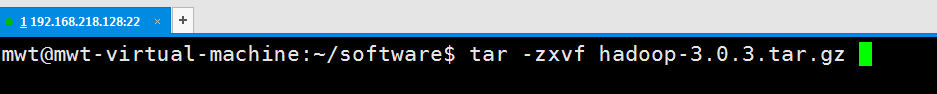 1 192.168.218.128:22 × +
mwt@mwt-virtual-machine:~/software$ tar -zxvf hadoop-3.0.3.tar.gz